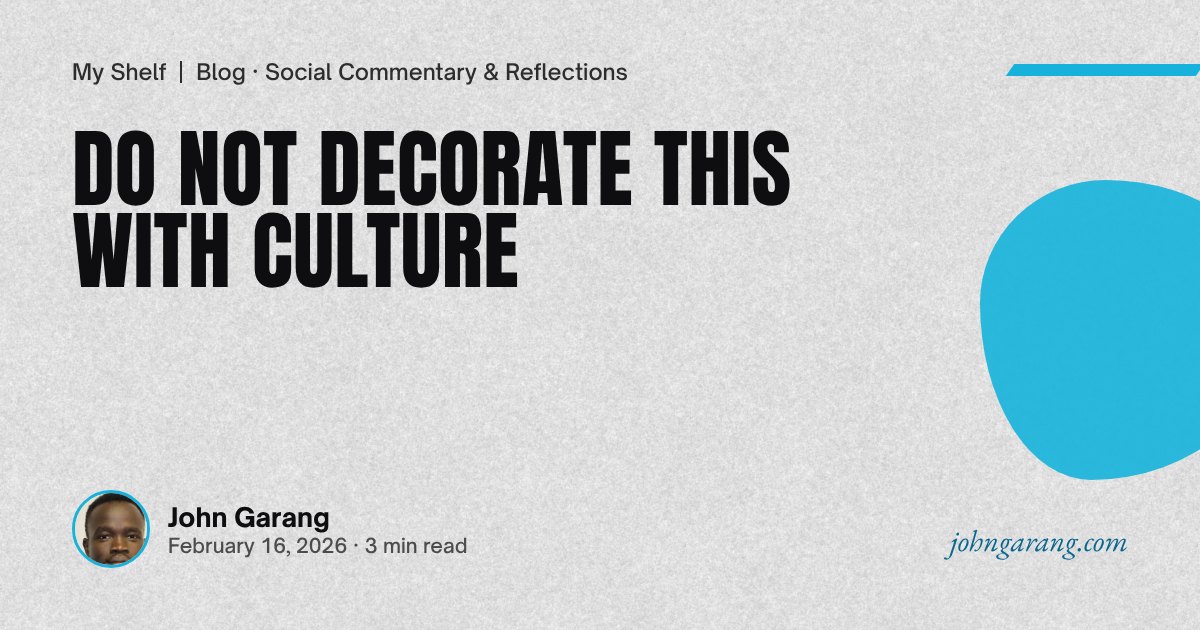 My Shelf | Blog · Social Commentary & Reflections
DO NOT DECORATE THIS
WITH CULTURE
John Garang
February 16, 2026 · 3 min read
johngarang.com